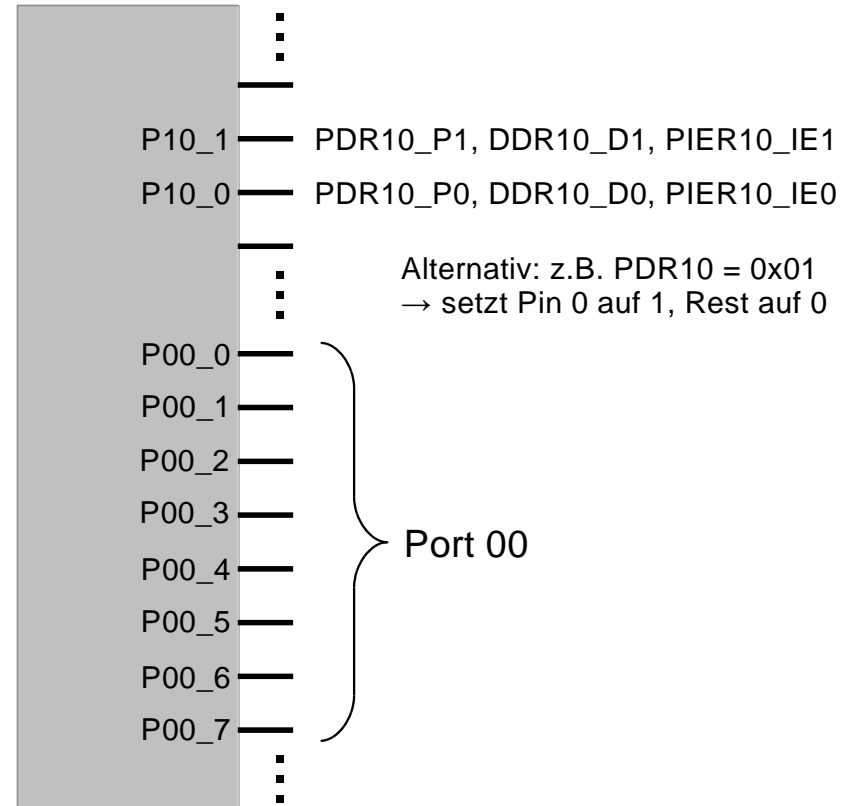 P10_1 PDR10_P1, DDR10_D1, PIER10_IE1
P10_0 PDR10_P0, DDR10_D0, PIER10_IE0
Alternativ: z.B. PDR10 = 0x01
→ setzt Pin 0 auf 1, Rest auf 0
P00_0
P00_1
P00_2
P00_3
Port 00
P00_4
P00_5
P00_6
P00_7